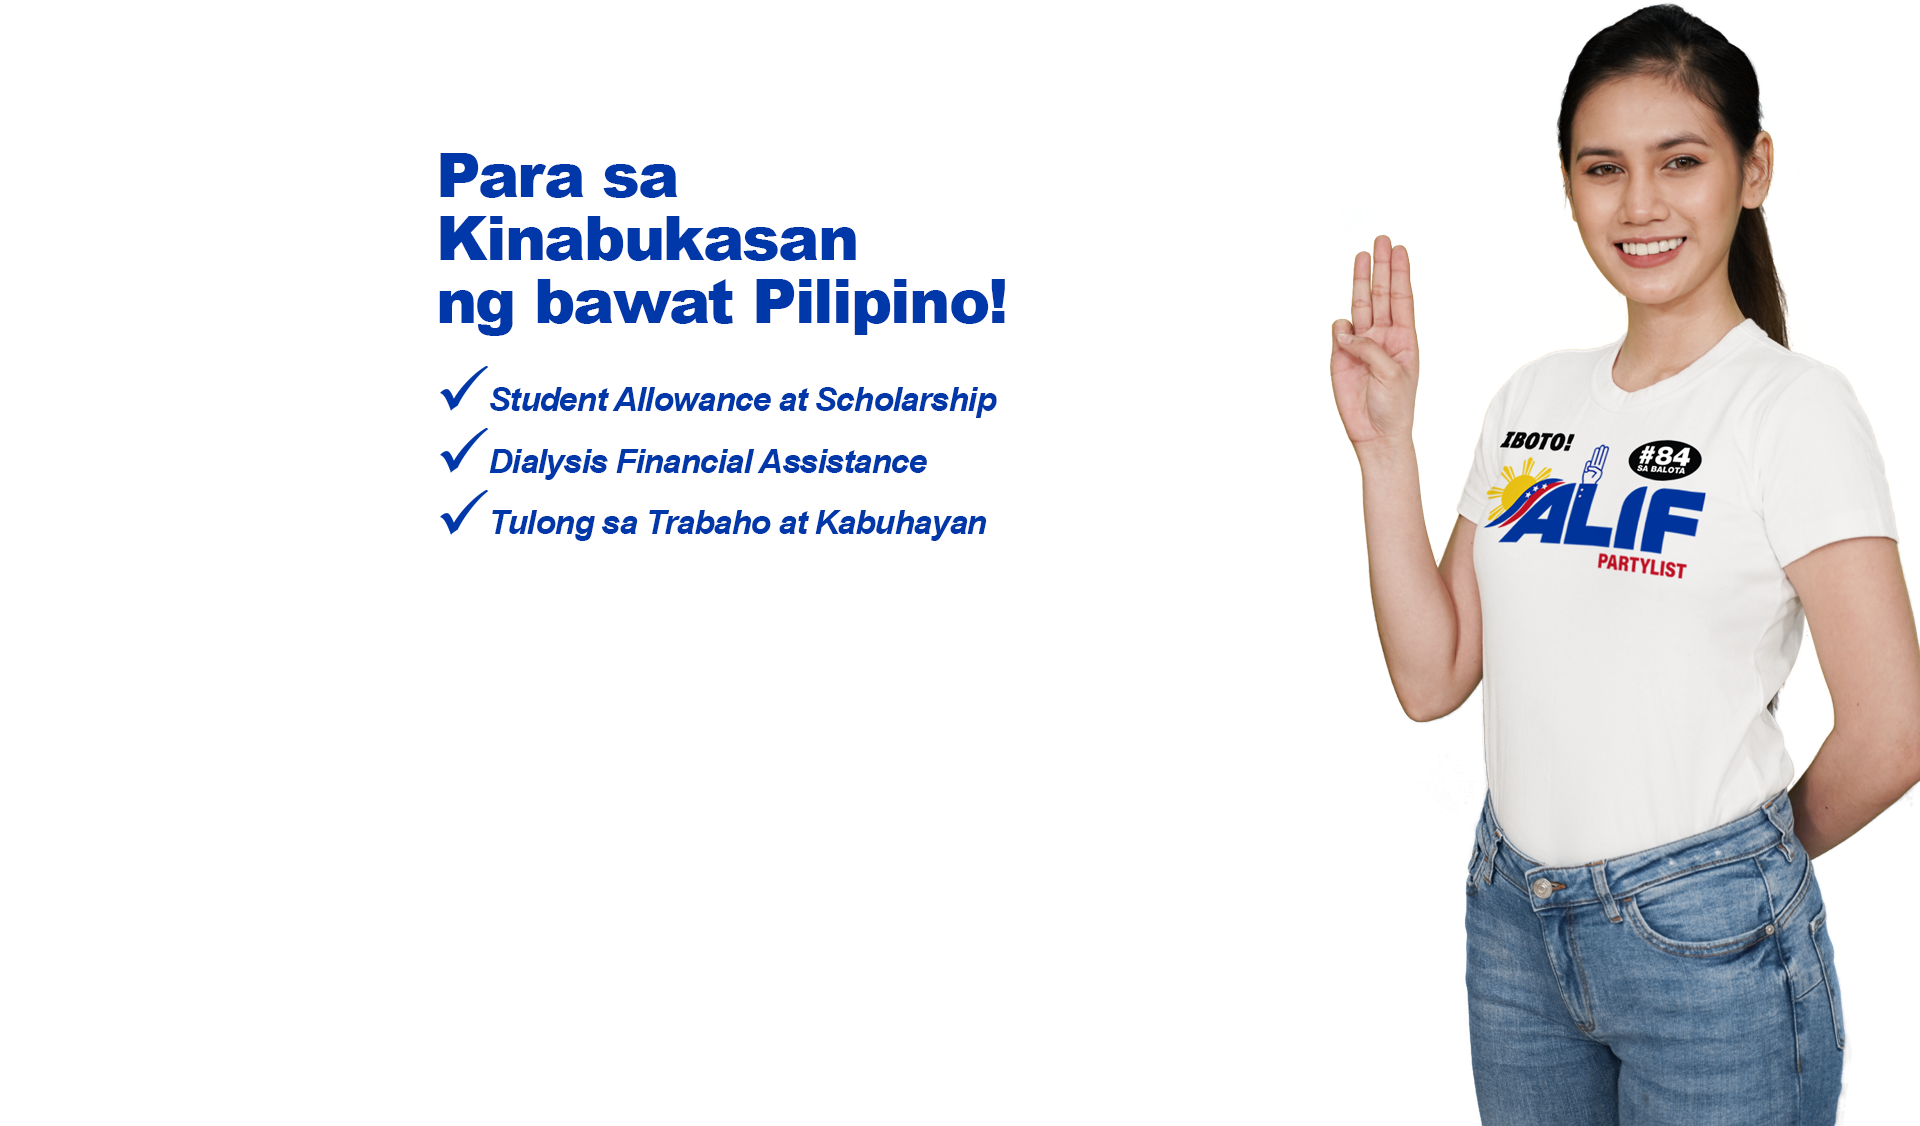 Para sa
Kinabukasan
ng bawat Pilipino!
Student Allowance at Scholarship
Dialysis Financial Assistance
Tulong sa Trabaho at Kabuhayan
IBOTO!
#84
SA BALOTA
ALIF
PARTYLIST